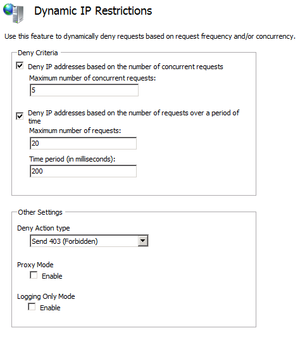 Dynamic IP Restrictions
Use this feature to dynamically deny requests based on request frequency and/or concurrency.
Deny Criteria
Deny IP addresses based on the number of concurrent requests
Maximum number of concurrent requests:
5
Deny IP addresses based on the number of requests over a period of
time
Maximum number of requests:
20
Time period (in milliseconds):
200
Other Settings
Deny Action type
Send 403 (Forbidden)
Proxy Mode
Enable
Logging Only Mode
Enable